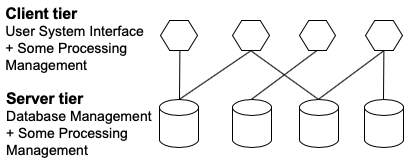 Client tier
User System Interface
+ Some Processing
Management
Server tier
Database Management
+ Some Processing
Management